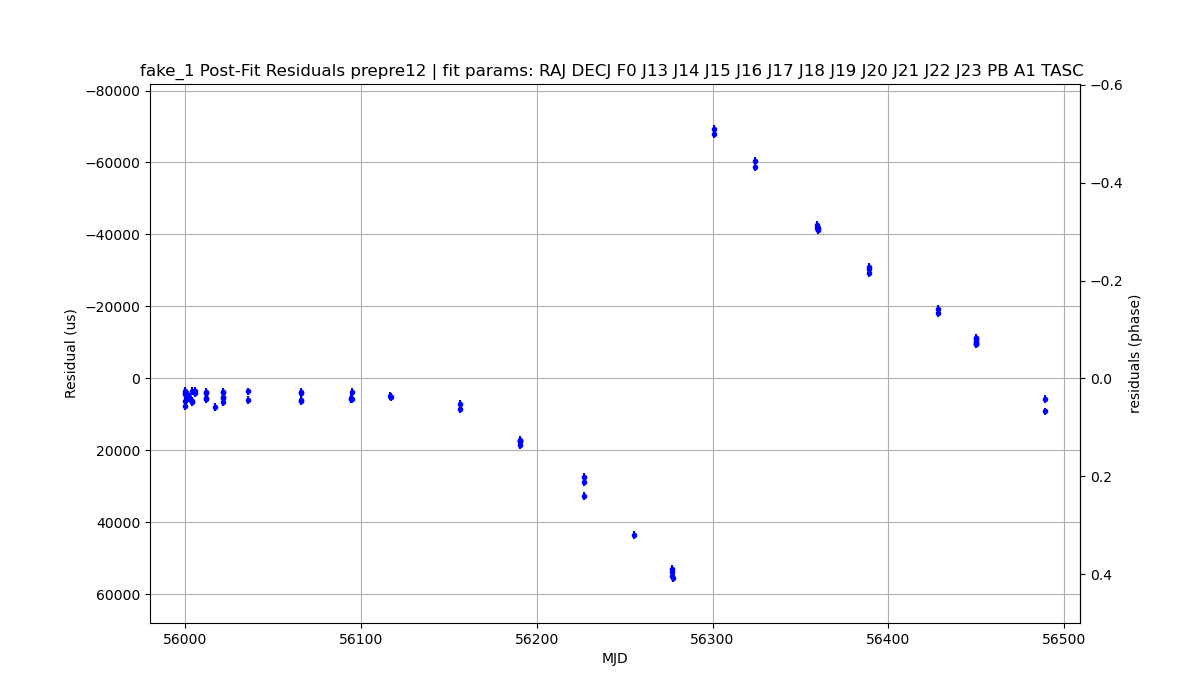 fake_1 Post-Fit Residuals prepre12 | fit params: RAJ DECJ F0 J13 J14 J15 J16 J17 J18 J19 J20 J21 J22 J23 PB A1 TASC
−80000
−60000
−40000
−20000
0
20000
40000
60000
Residual (us)
−0.6
−0.4
−0.2
0.0
0.2
0.4
residuals (phase)
56000 56100 56200 56300 56400 56500
MJD